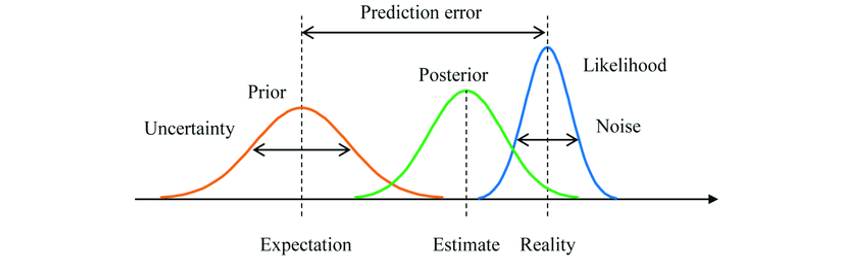 Prediction error
Likelihood
Posterior
Prior
Uncertainty
Noise
Expectation
Estimate
Reality